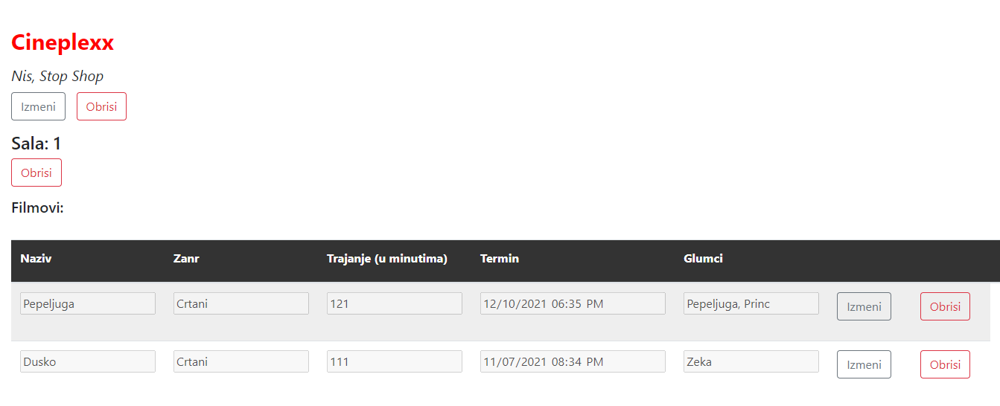 Cineplexx
Nis, Stop Shop
Izmeni Obrisi
Sala: 1
Obrisi
Filmovi:
Naziv Zanr Trajanje (u minutima) Termin Glumci
Pepeljuga Crtani 121 12/10/2021 06:35 PM Pepeljuga, Princ Izmeni Obrisi
Dusko Crtani 111 11/07/2021 08:34 PM Zeka Izmeni Obrisi